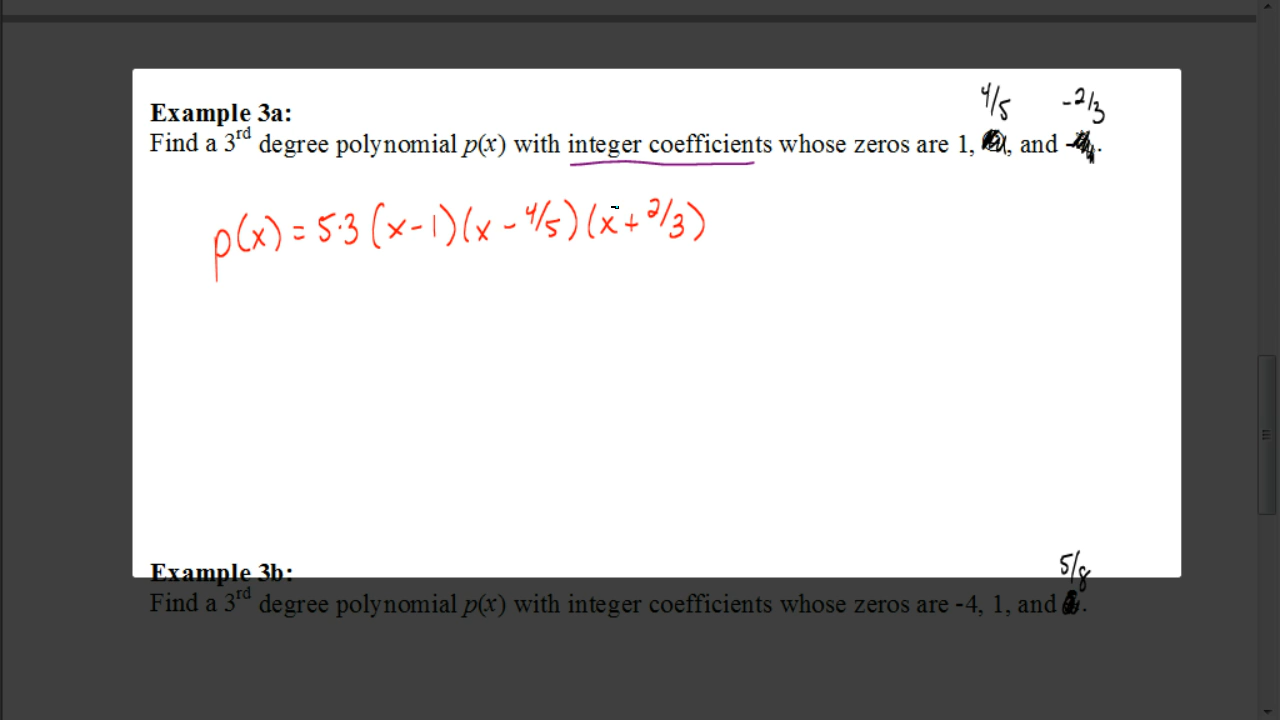 Example 3a:
4/5 -2/3
Find a 3rd degree polynomial p(x) with integer coefficients whose zeros are 1, , and .
p(x) = 5·3 (x-1)(x-4/5)(x+2/3)
Example 3b:
5/8
Find a 3rd degree polynomial p(x) with integer coefficients whose zeros are -4, 1, and .